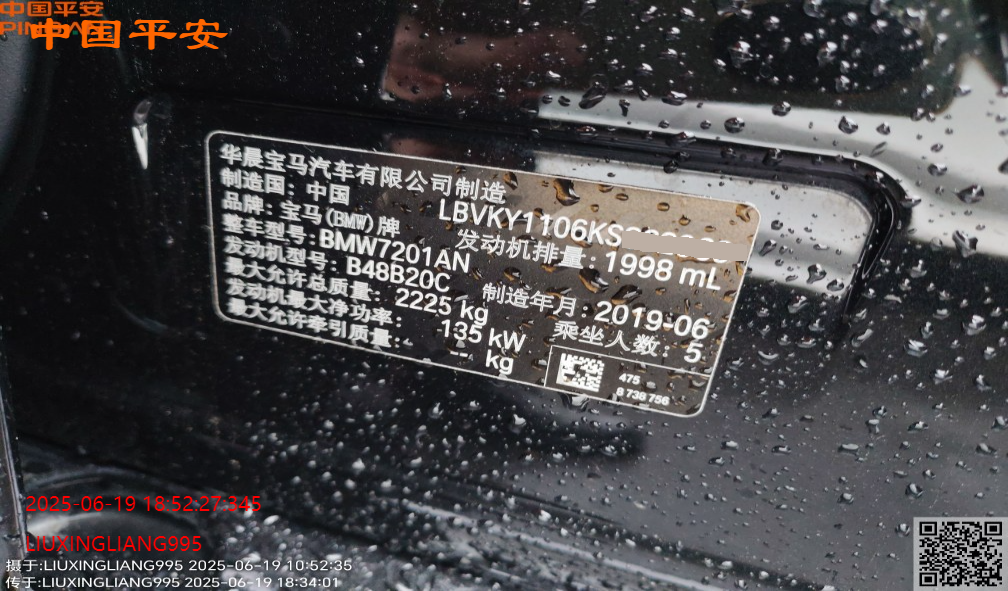 中国平安
PINGAN
中国平安
华晨宝马汽车有限公司制造
制造国：中国
LBVKY1106KS
品牌：宝马(BMW)牌
发动机排量：1998 mL
整车型号：BMW7201AN
发动机型号：B48B20C
制造年月：2019-06
最大允许总质量：2225 kg
乘坐人数：5
发动机最大净功率：135 kW
最大允许牵引质量：-- kg
475
8 738 756
2025-06-19 18:52:27:345
LIUXINGLIANG995
摄于:LIUXINGLIANG995 2025-06-19 10:52:35
传于:LIUXINGLIANG995 2025-06-19 18:34:01